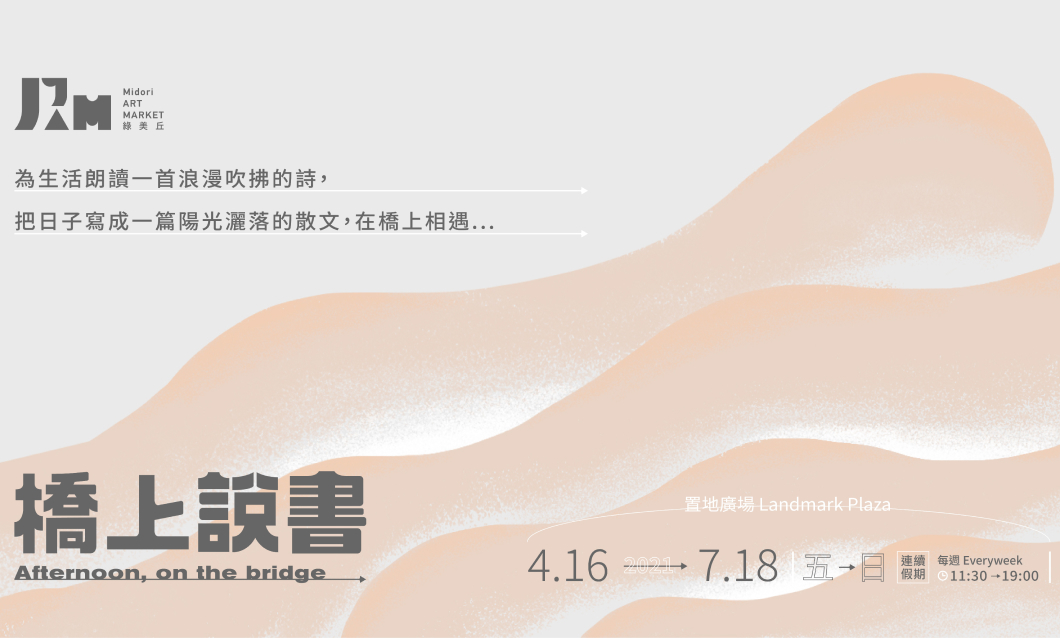 Midori
ART
MARKET
綠美丘
為生活朗讀一首浪漫吹拂的詩，
把日子寫成一篇陽光灑落的散文，在橋上相遇...
橋上說書
Afternoon, on the bridge
置地廣場 Landmark Plaza
4.16 2021 → 7.18 五→日 連續假期 每週 Everyweek
11:30→19:00